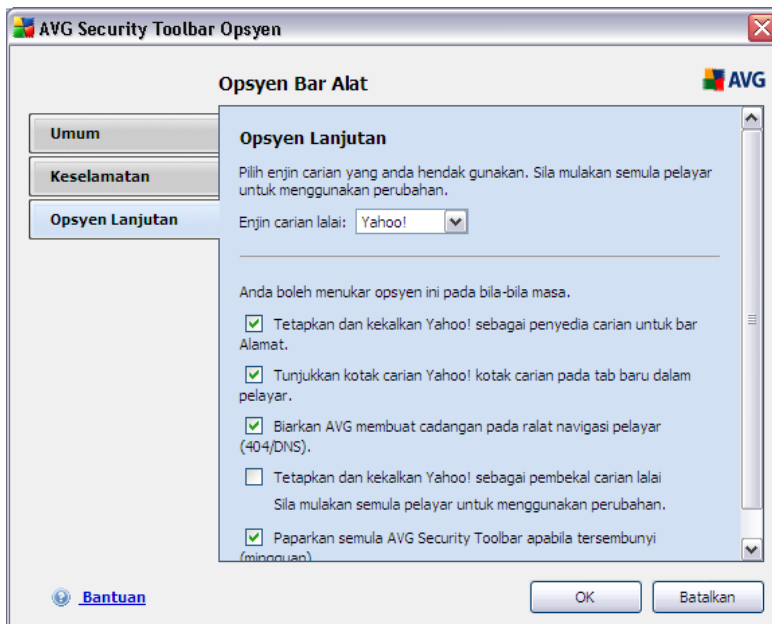 AVG Security Toolbar Opsyen
Opsyen Bar Alat
AVG
Umum
Keselamatan
Opsyen Lanjutan
Opsyen Lanjutan
Pilih enjin carian yang anda hendak gunakan. Sila mulakan semula pelayar
untuk menggunakan perubahan.
Enjin carian lalai: Yahoo!
Anda boleh menukar opsyen ini pada bila-bila masa.
Tetapkan dan kekalkan Yahoo! sebagai penyedia carian untuk bar
Alamat.
Tunjukkan kotak carian Yahoo! kotak carian pada tab baru dalam
pelayar.
Biarkan AVG membuat cadangan pada ralat navigasi pelayar
(404/DNS).
Tetapkan dan kekalkan Yahoo! sebagai pembekal carian lalai
Sila mulakan semula pelayar untuk menggunakan perubahan.
Paparkan semula AVG Security Toolbar apabila tersembunyi
(mingguan)
Bantuan
OK
Batalkan